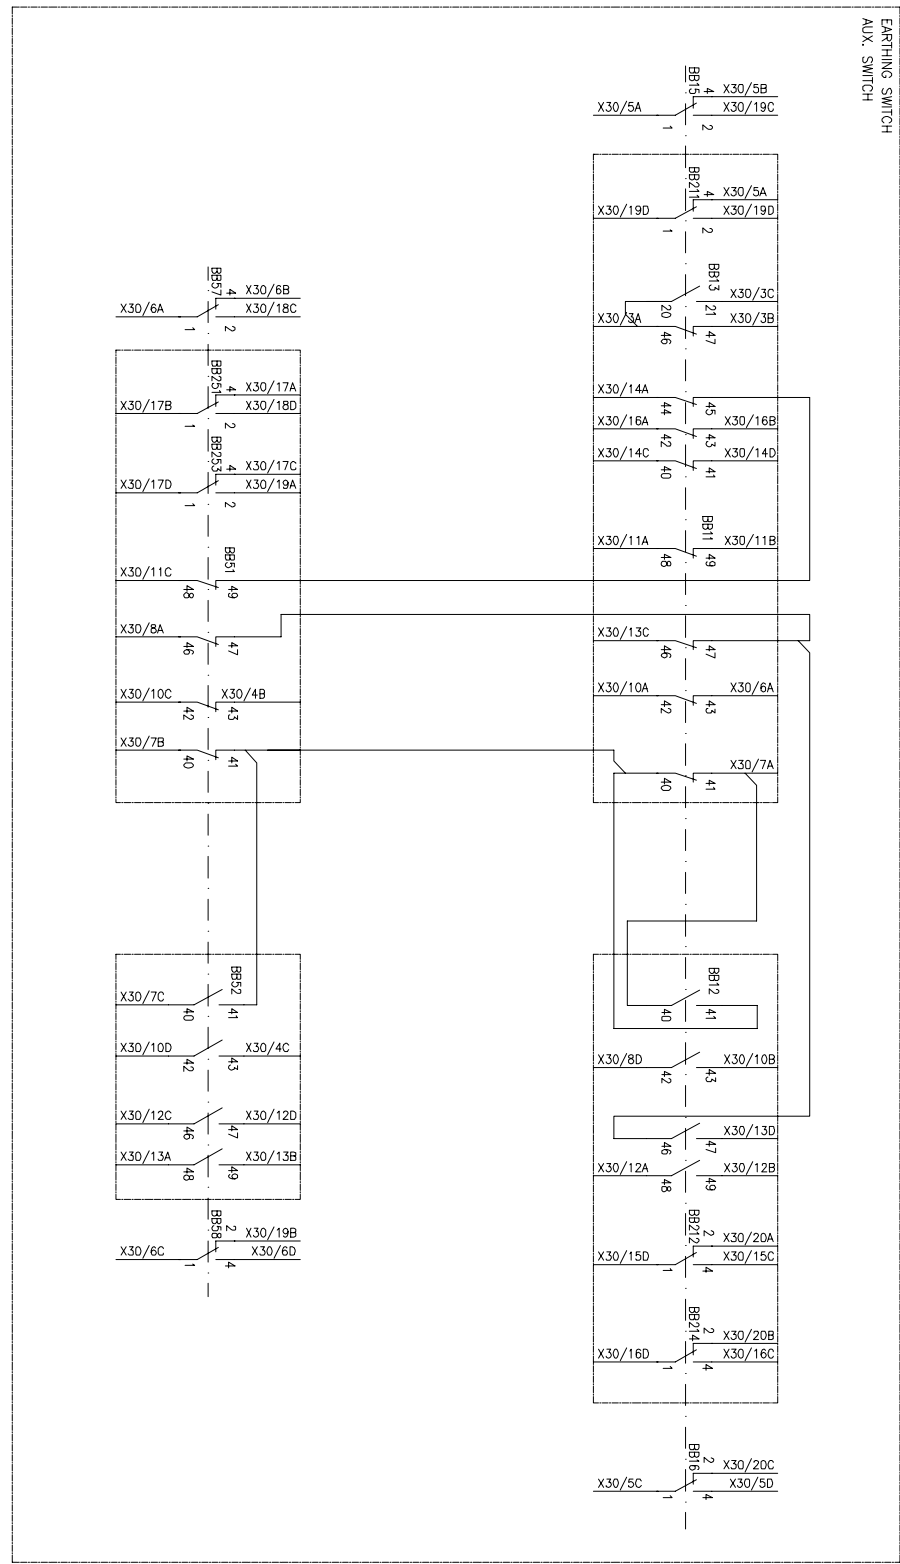 EARTHING SWITCH
AUX. SWITCH
BB15
4 X30/5B
X30/5A X30/19C
1 2
BB211
4 X30/5A
X30/19D X30/19D
1 2
BB13
X30/3C
20 21
X30/3A X30/3B
46 47
X30/14A
44 45
X30/16A X30/16B
42 43
X30/14C X30/14D
40 41
BB11
X30/11A X30/11B
48 49
X30/13C
46 47
X30/10A X30/6A
42 43
X30/7A
40 41
BB12
40 41
X30/8D X30/10B
42 43
X30/13D
46 47
X30/12A X30/12B
48 49
BB212
2 X30/20A
X30/15D X30/15C
1 4
BB214
2 X30/20B
X30/16D X30/16C
1 4
BB16
2 X30/20C
X30/5C X30/5D
1 4
BB57
4 X30/6B
X30/6A X30/18C
1 2
BB251
4 X30/17A
X30/17B X30/18D
1 2
BB253
4 X30/17C
X30/17D X30/19A
1 2
BB51
X30/11C
48 49
X30/8A
46 47
X30/10C X30/4B
42 43
X30/7B
40 41
BB52
X30/7C
40 41
X30/10D X30/4C
42 43
X30/12C X30/12D
46 47
X30/13A X30/13B
48 49
BB58
2 X30/19B
X30/6C X30/6D
1 4